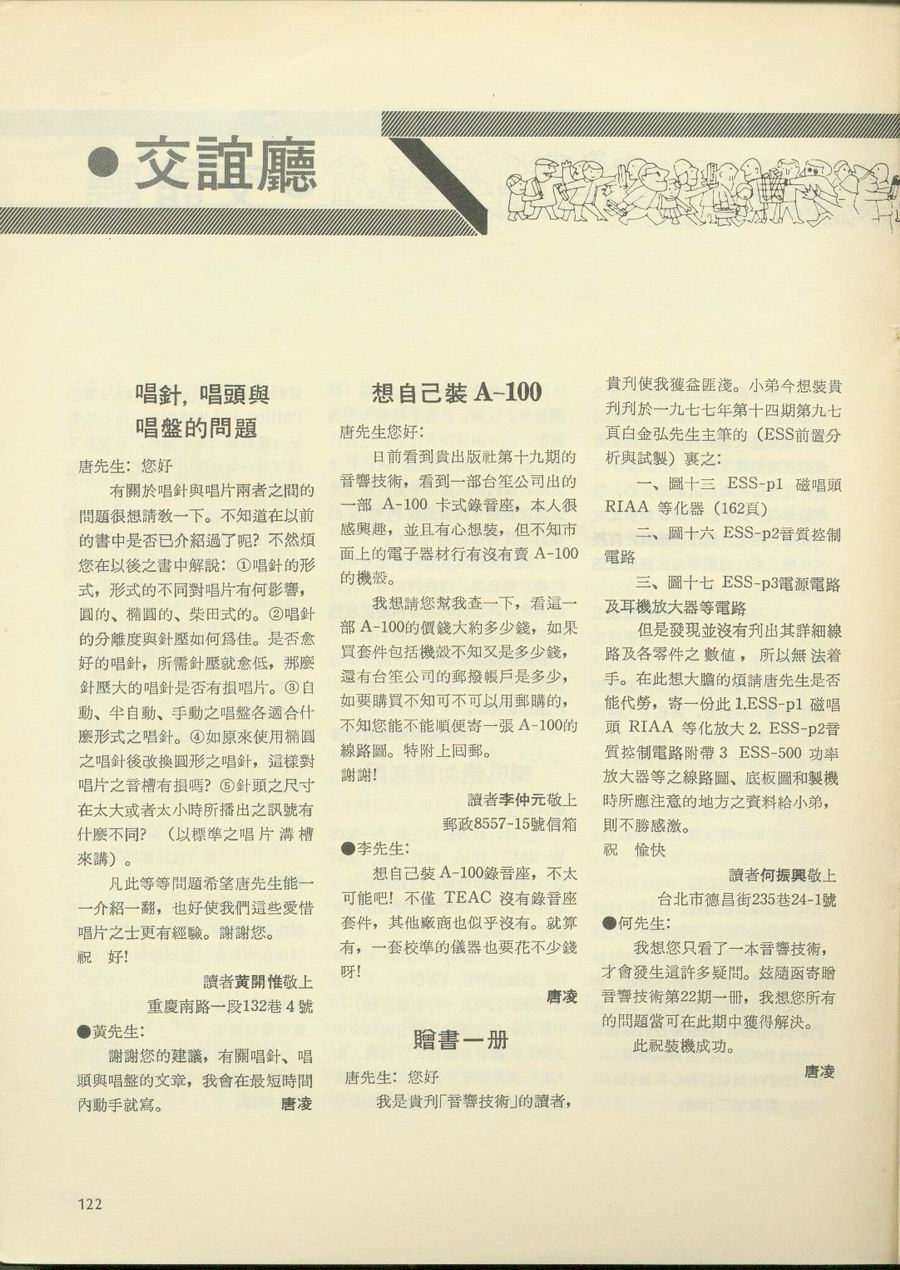 ●交誼廳
唱針，唱頭與
唱盤的問題
唐先生：您好
有關於唱針與唱片兩者之間的
問題很想請敎一下。不知道在以前
的書中是否已介紹過了呢？不然煩
您在以後之書中解說：①唱針的形
式，形式的不同對唱片有何影響，
圓的、橢圓的、柴田式的。②唱針
的分離度與針壓如何爲佳。是否愈
好的唱針，所需針壓就愈低，那麼
針壓大的唱針是否有損唱片。③自
動、半自動、手動之唱盤各適合什
麼形式之唱針。④如原來使用橢圓
之唱針後改換圓形之唱針，這樣對
唱片之音槽有損嗎？⑤針頭之尺寸
在太大或者太小時所播出之訊號有
什麼不同？（以標準之唱片溝槽
來講）。
凡此等等問題希望唐先生能一
一介紹一翻，也好使我們這些愛惜
唱片之士更有經驗。謝謝您。
祝　好！
讀者黃開惟敬上
重慶南路一段132巷4號
●黃先生：
謝謝您的建議，有關唱針、唱
頭與唱盤的文章，我會在最短時間
內動手就寫。　唐凌
想自己裝 A-100
唐先生您好：
日前看到貴出版社第十九期的
音響技術，看到一部台笙公司出的
一部 A-100 卡式錄音座，本人很
感興趣，並且有心想裝，但不知市
面上的電子器材行有沒有賣 A-100
的機殼。
我想請您幫我查一下，看這一
部 A-100的價錢大約多少錢，如果
買套件包括機殼不知又是多少錢，
還有台笙公司的郵撥帳戶是多少，
如要購買不知可不可以用郵購的，
不知您能不能順便寄一張 A-100的
線路圖。特附上回郵。
謝謝！
讀者李仲元敬上
郵政8557-15號信箱
●李先生：
想自己裝 A-100錄音座，不太
可能吧！不僅 TEAC 沒有錄音座
套件，其他廠商也似乎沒有。就算
有，一套校準的儀器也要花不少錢
呀！
唐凌
贈書一册
唐先生：您好
我是貴刋「音響技術」的讀者，
貴刋使我獲益匪淺。小弟今想裝貴
刋刋於一九七七年第十四期第九七
頁白金弘先生主筆的（ESS前置分
析與試製）裏之：
一、圖十三 ESS-p1 磁唱頭
RIAA 等化器（162頁）
二、圖十六 ESS-p2音質控制
電路
三、圖十七 ESS-p3電源電路
及耳機放大器等電路
但是發現並沒有刋出其詳細線
路及各零件之數值，所以無法着
手。在此想大膽的煩請唐先生是否
能代勞，寄一份此 1.ESS-p1 磁唱
頭 RIAA 等化放大 2. ESS-p2音
質控制電路附帶 3 ESS-500 功率
放大器等之線路圖、底板圖和製機
時所應注意的地方之資料給小弟，
則不勝感激。
祝　愉快
讀者何振興敬上
台北市德昌街235巷24-1號
●何先生：
我想您只看了一本音響技術，
才會發生這許多疑問。玆隨函寄贈
音響技術第22期一冊，我想您所有
的問題當可在此期中獲得解決。
此祝裝機成功。
唐凌
122